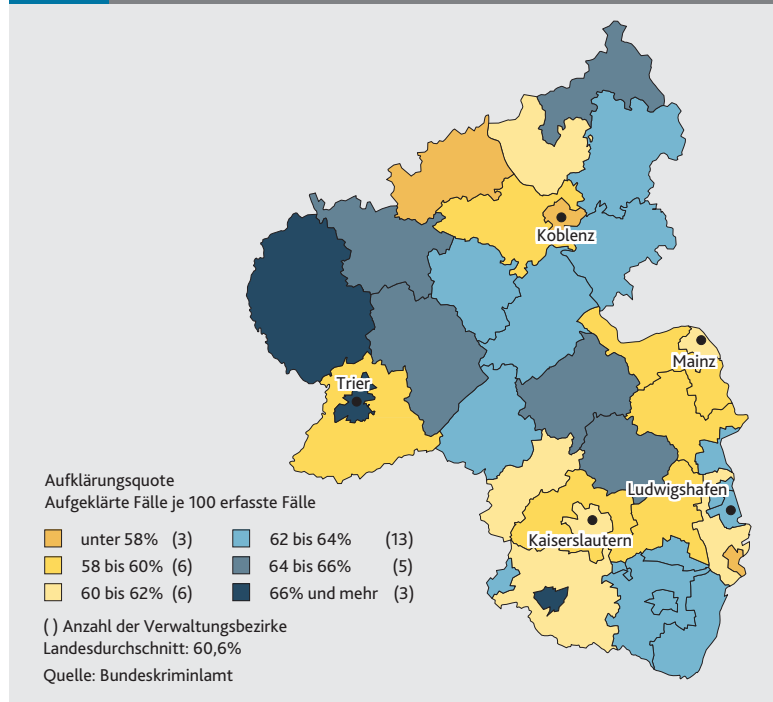 Koblenz
Mainz
Trier
Ludwigshafen
Kaiserslautern
Aufklärungsquote
Aufgeklärte Fälle je 100 erfasste Fälle
unter 58% (3)
58 bis 60% (6)
60 bis 62% (6)
62 bis 64% (13)
64 bis 66% (5)
66% und mehr (3)
( ) Anzahl der Verwaltungsbezirke
Landesdurchschnitt: 60,6%
Quelle: Bundeskriminlamt